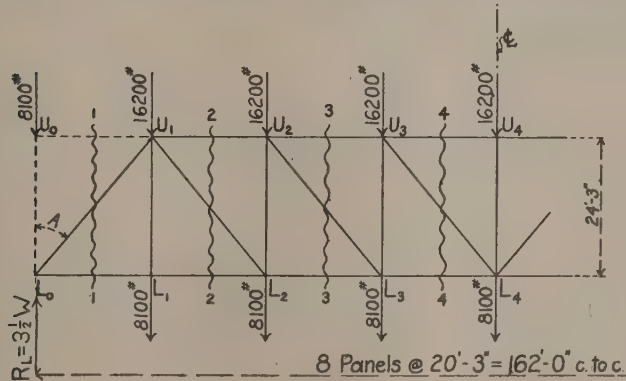 8100# 16200# 16200# 16200# 16200# ℄
U₀ 1 U₁ 2 U₂ 3 U₃ 4 U₄
A
24'-3"
L₀ 1 L₁ 2 L₂ 3 L₃ 4 L₄
8100# 8100# 8100# 8100#
R_L=3½W
8 Panels @ 20'-3"=162'-0" c. to c.